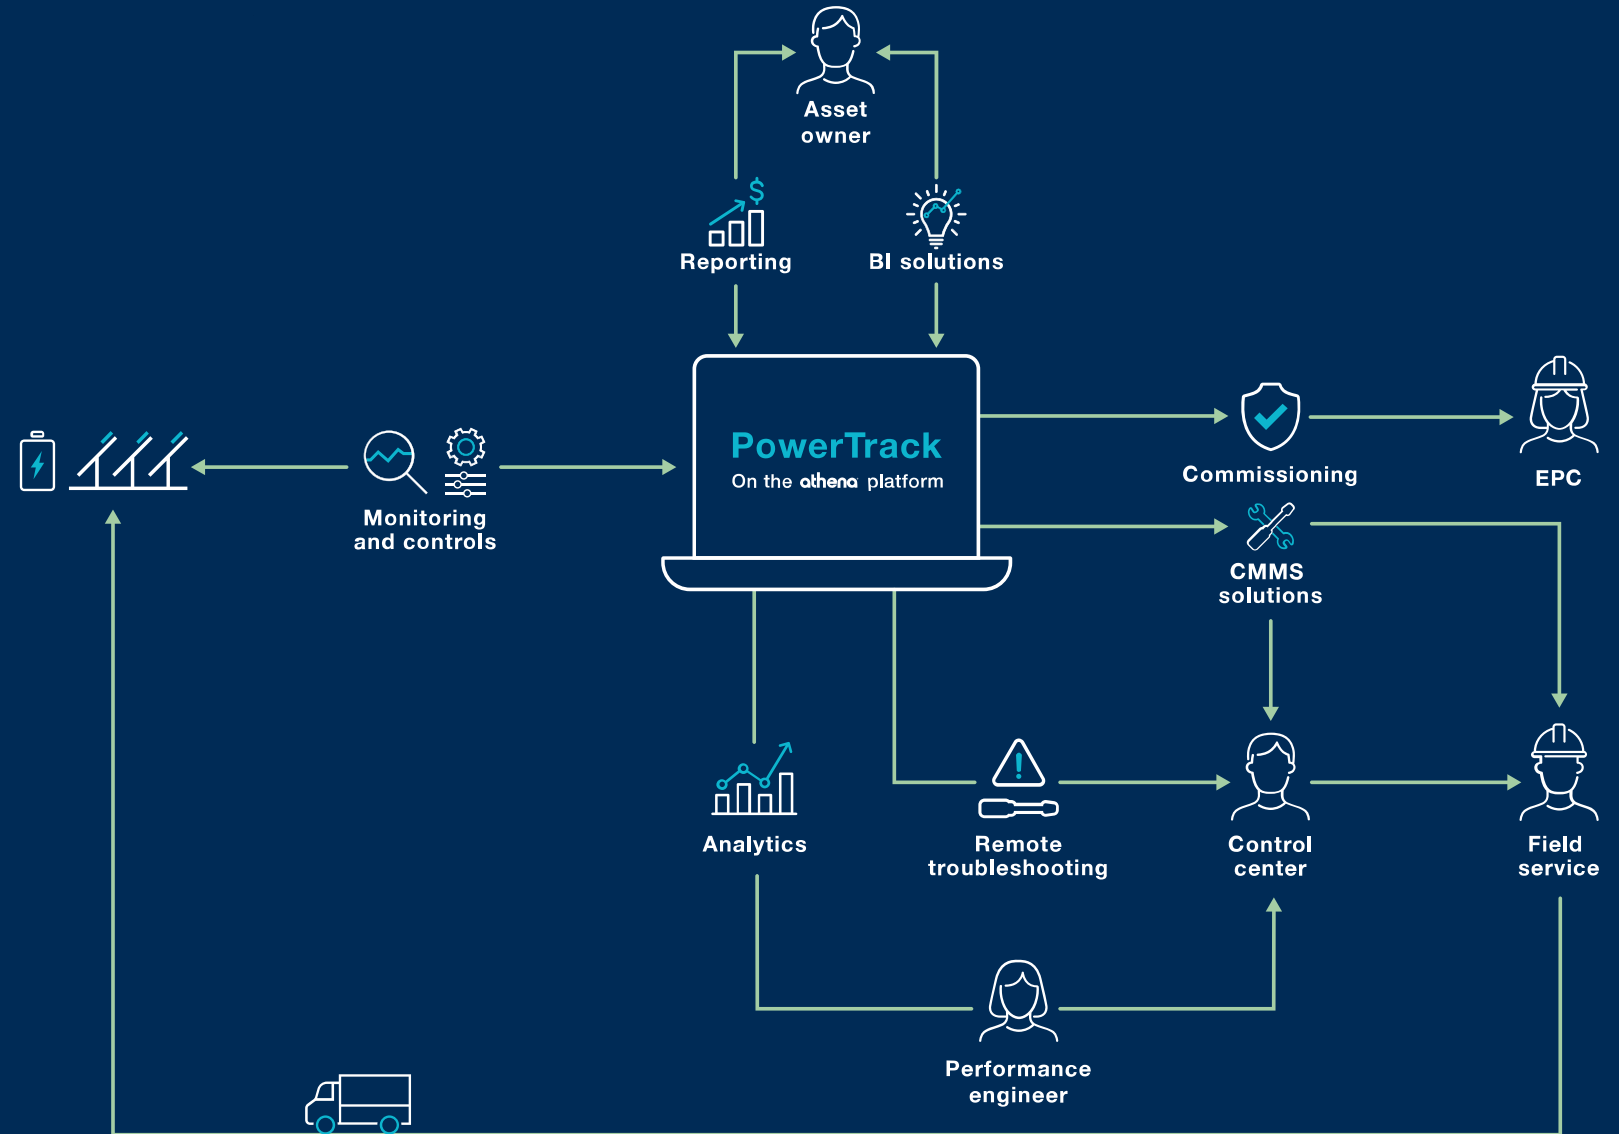 Asset
owner
$
Reporting
BI solutions
PowerTrack
On the athena platform
Monitoring
and controls
Commissioning
EPC
CMMS
solutions
Analytics
Remote
troubleshooting
Control
center
Field
service
Performance
engineer